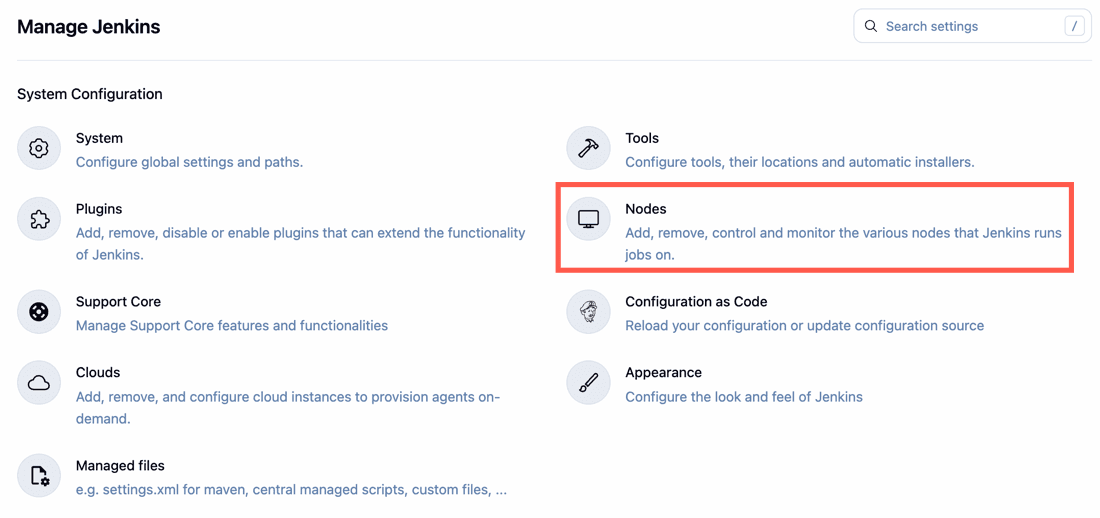 Manage Jenkins
Search settings
/
System Configuration
System
Configure global settings and paths.
Tools
Configure tools, their locations and automatic installers.
Plugins
Add, remove, disable or enable plugins that can extend the functionality
of Jenkins.
Nodes
Add, remove, control and monitor the various nodes that Jenkins runs
jobs on.
Support Core
Manage Support Core features and functionalities
Configuration as Code
Reload your configuration or update configuration source
Clouds
Add, remove, and configure cloud instances to provision agents on-
demand.
Appearance
Configure the look and feel of Jenkins
Managed files
e.g. settings.xml for maven, central managed scripts, custom files, ...